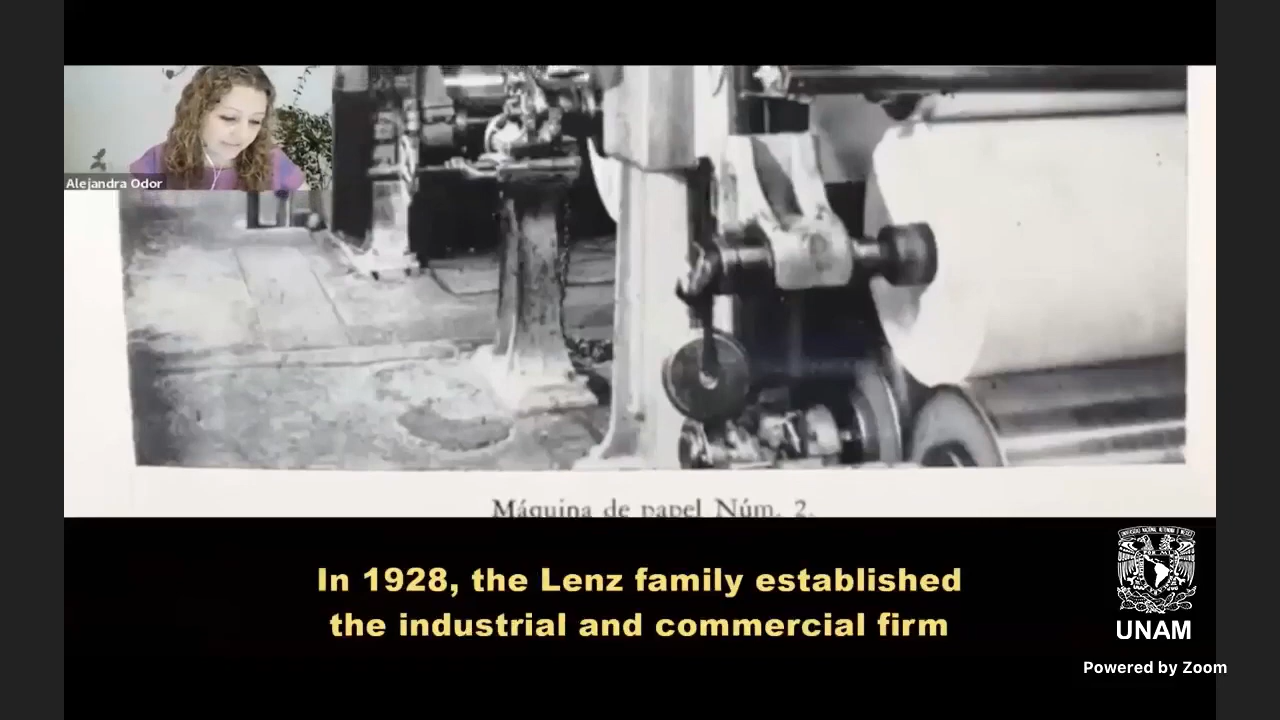 Alejandra Odor
Máquina de papel Núm. 2.
In 1928, the Lenz family established
the industrial and commercial firm
UNAM
Powered by Zoom